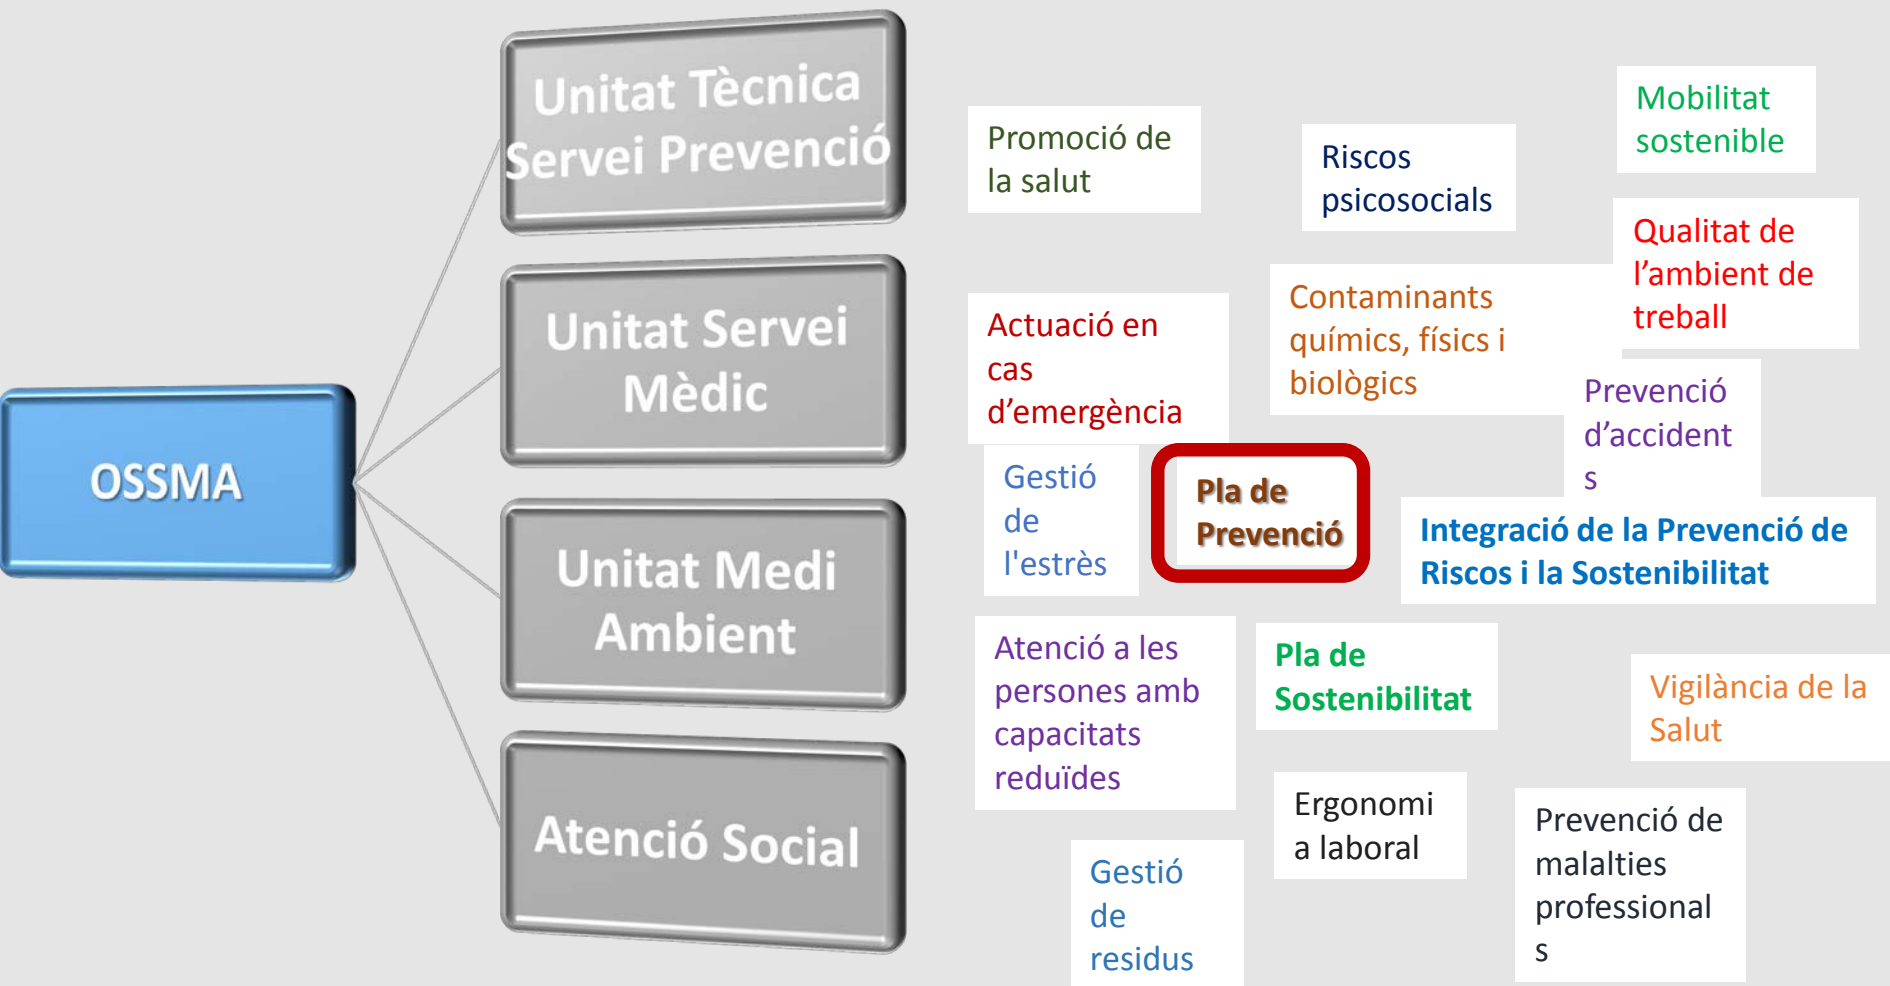 OSSMA
Unitat Tècnica
Servei Prevenció
Unitat Servei
Mèdic
Unitat Medi
Ambient
Atenció Social
Promoció de
la salut
Riscos
psicosocials
Mobilitat
sostenible
Qualitat de
l’ambient de
treball
Actuació en
cas
d’emergència
Contaminants
químics, físics i
biològics
Prevenció
d’accident
s
Gestió
de
l'estrès
Pla de
Prevenció
Integració de la Prevenció de
Riscos i la Sostenibilitat
Atenció a les
persones amb
capacitats
reduïdes
Pla de
Sostenibilitat
Vigilància de la
Salut
Ergonomi
a laboral
Prevenció de
malalties
professional
s
Gestió
de
residus